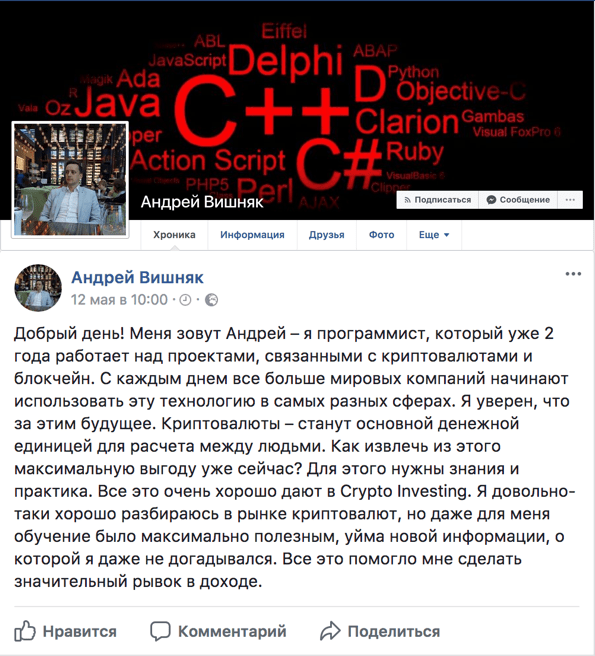 Eiffel
ABL
JavaScript
Delphi
ABAP
Magik
Ada
D
Python
R
Objective-C
Vala
Oz
Java
C++
Clarion
Gambas
Visual FoxPro 6
per
Action Script
C#
Ruby
PHP5
Perl
VisualBasic 6
Clipper
AJAX
Андрей Вишняк
Подписаться
Сообщение
···
Хроника Информация Друзья Фото Еще
Андрей Вишняк
12 мая в 10:00
Добрый день! Меня зовут Андрей – я программист, который уже 2
года работает над проектами, связанными с криптовалютами и
блокчейн. С каждым днем все больше мировых компаний начинают
использовать эту технологию в самых разных сферах. Я уверен, что
за этим будущее. Криптовалюты – станут основной денежной
единицей для расчета между людьми. Как извлечь из этого
максимальную выгоду уже сейчас? Для этого нужны знания и
практика. Все это очень хорошо дают в Crypto Investing. Я довольно-
таки хорошо разбираюсь в рынке криптовалют, но даже для меня
обучение было максимально полезным, уйма новой информации, о
которой я даже не догадывался. Все это помогло мне сделать
значительный рывок в доходе.
Нравится Комментарий Поделиться